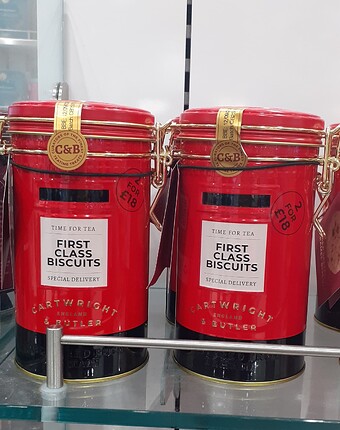 C&B
2
FOR
£18
TIME FOR TEA
FIRST
CLASS
BISCUITS
SPECIAL DELIVERY
CARTWRIGHT
ENGLAND
& BUTLER
C&B
2
FOR
£18
TIME FOR TEA
FIRST
CLASS
BISCUITS
SPECIAL DELIVERY
CARTWRIGHT
ENGLAND
& BUTLER